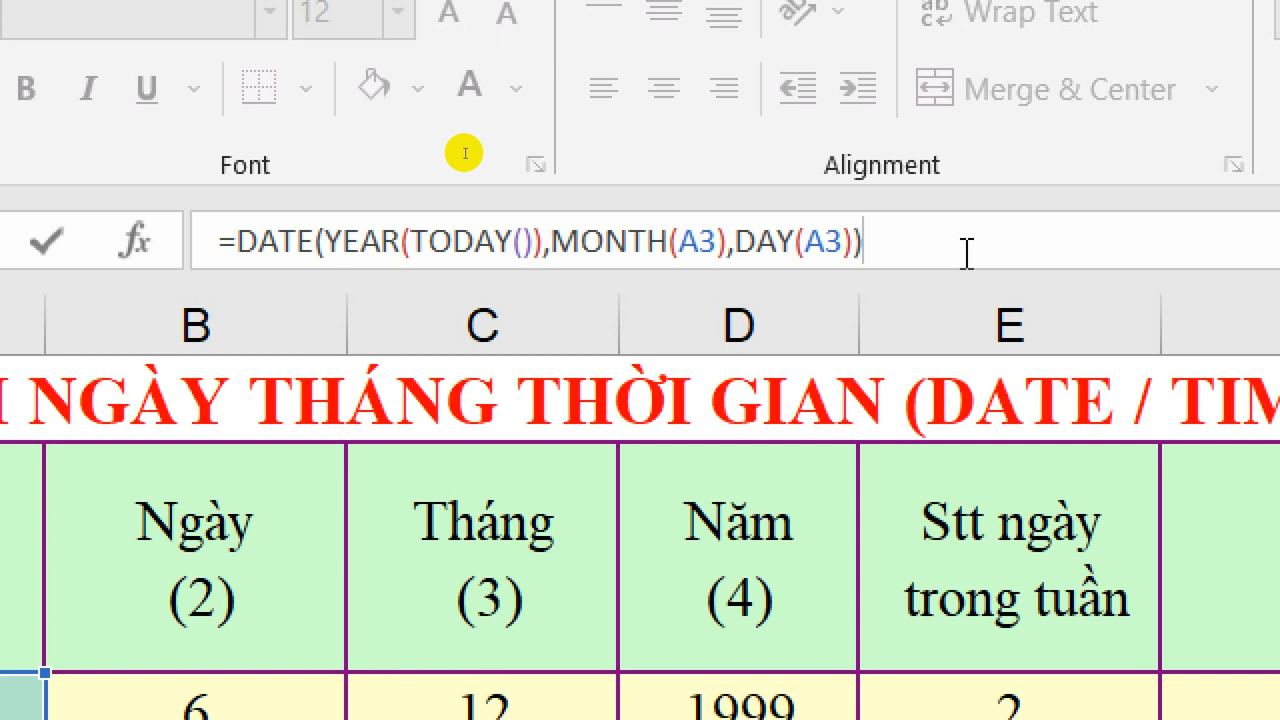 12 A A Wrap Text
B I U A Merge & Center
Font Alignment
fx =DATE(YEAR(TODAY()),MONTH(A3),DAY(A3))
B C D E
NGÀY THÁNG THỜI GIAN (DATE / TIM
Ngày Tháng Năm Stt ngày
(2) (3) (4) trong tuần
6 12 1999 2